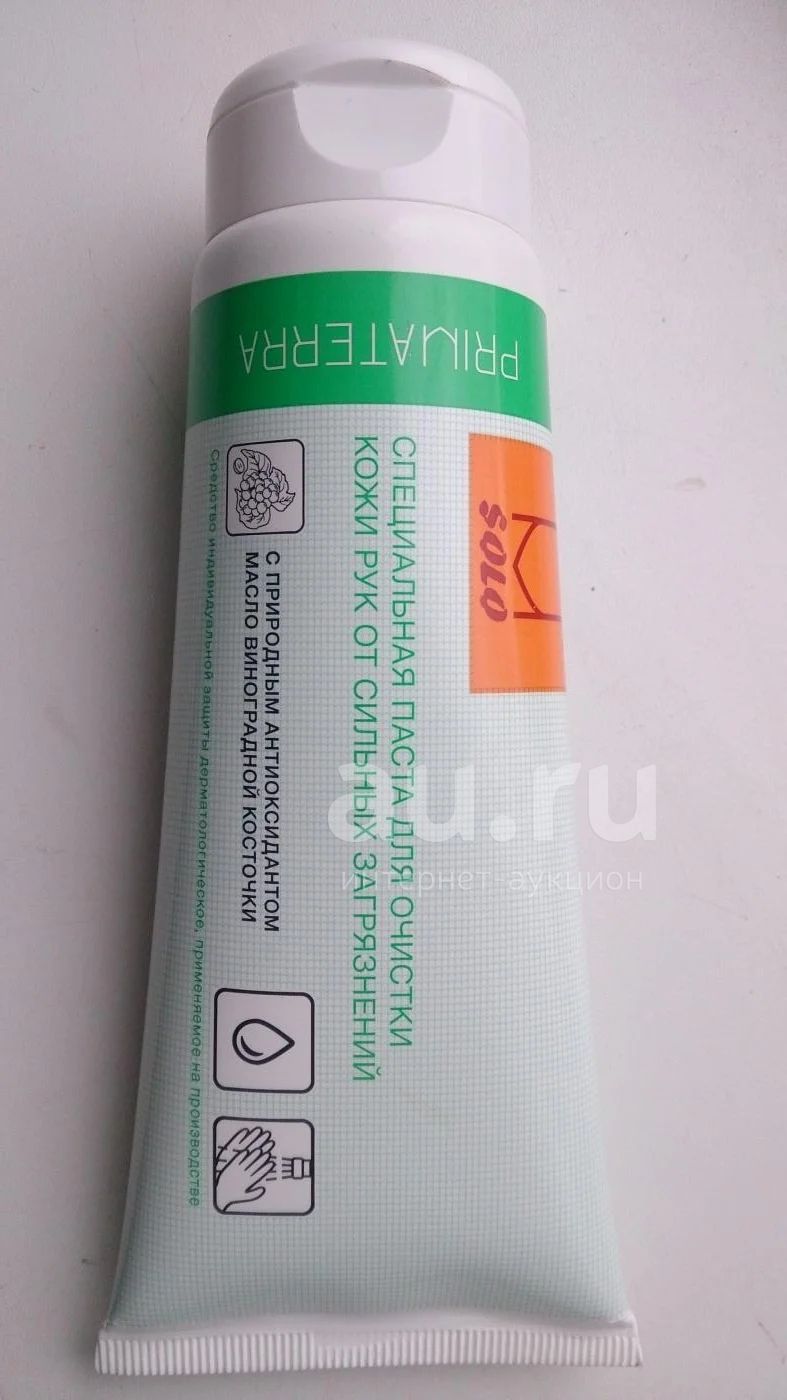 PRIMATERRA
M
SOLO
СПЕЦИАЛЬНАЯ ПАСТА ДЛЯ ОЧИСТКИ
КОЖИ РУК ОТ СИЛЬНЫХ ЗАГРЯЗНЕНИЙ
С ПРИРОДНЫМ АНТИОКСИДАНТОМ
МАСЛО ВИНОГРАДНОЙ КОСТОЧКИ
Средство индивидуальной защиты дерматологическое, применяемое на производстве
au.ru
интернет-аукцион